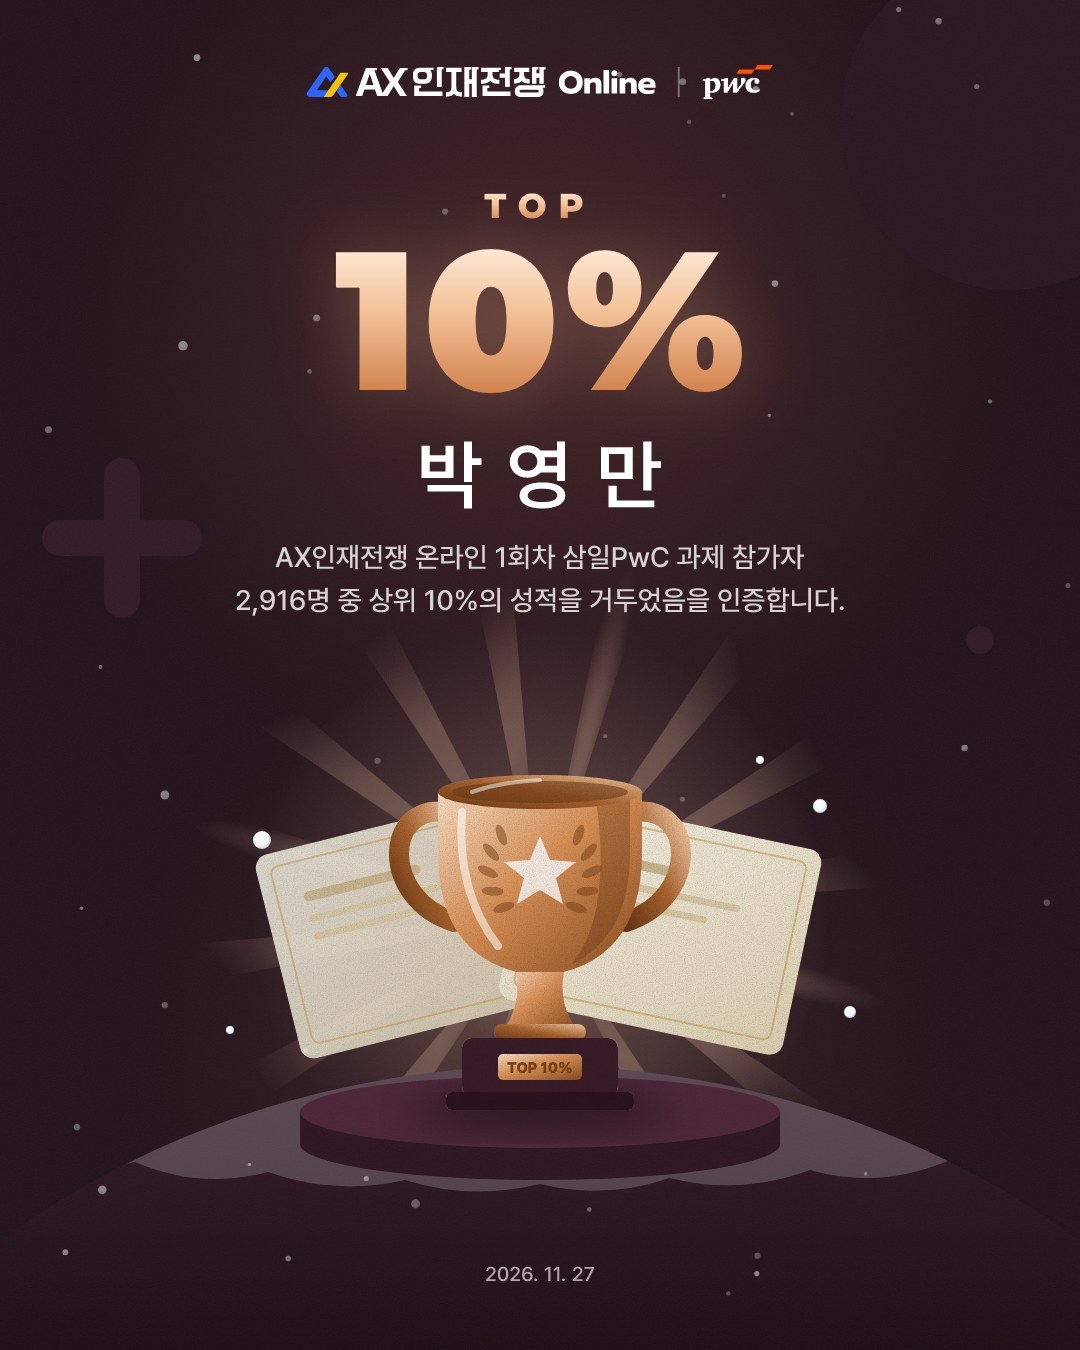 AX인재전쟁 Online | pwc
TOP
10%
박영만
AX인재전쟁 온라인 1회차 삼일PwC 과제 참가자
2,916명 중 상위 10%의 성적을 거두었음을 인증합니다.
TOP 10%
2026. 11. 27